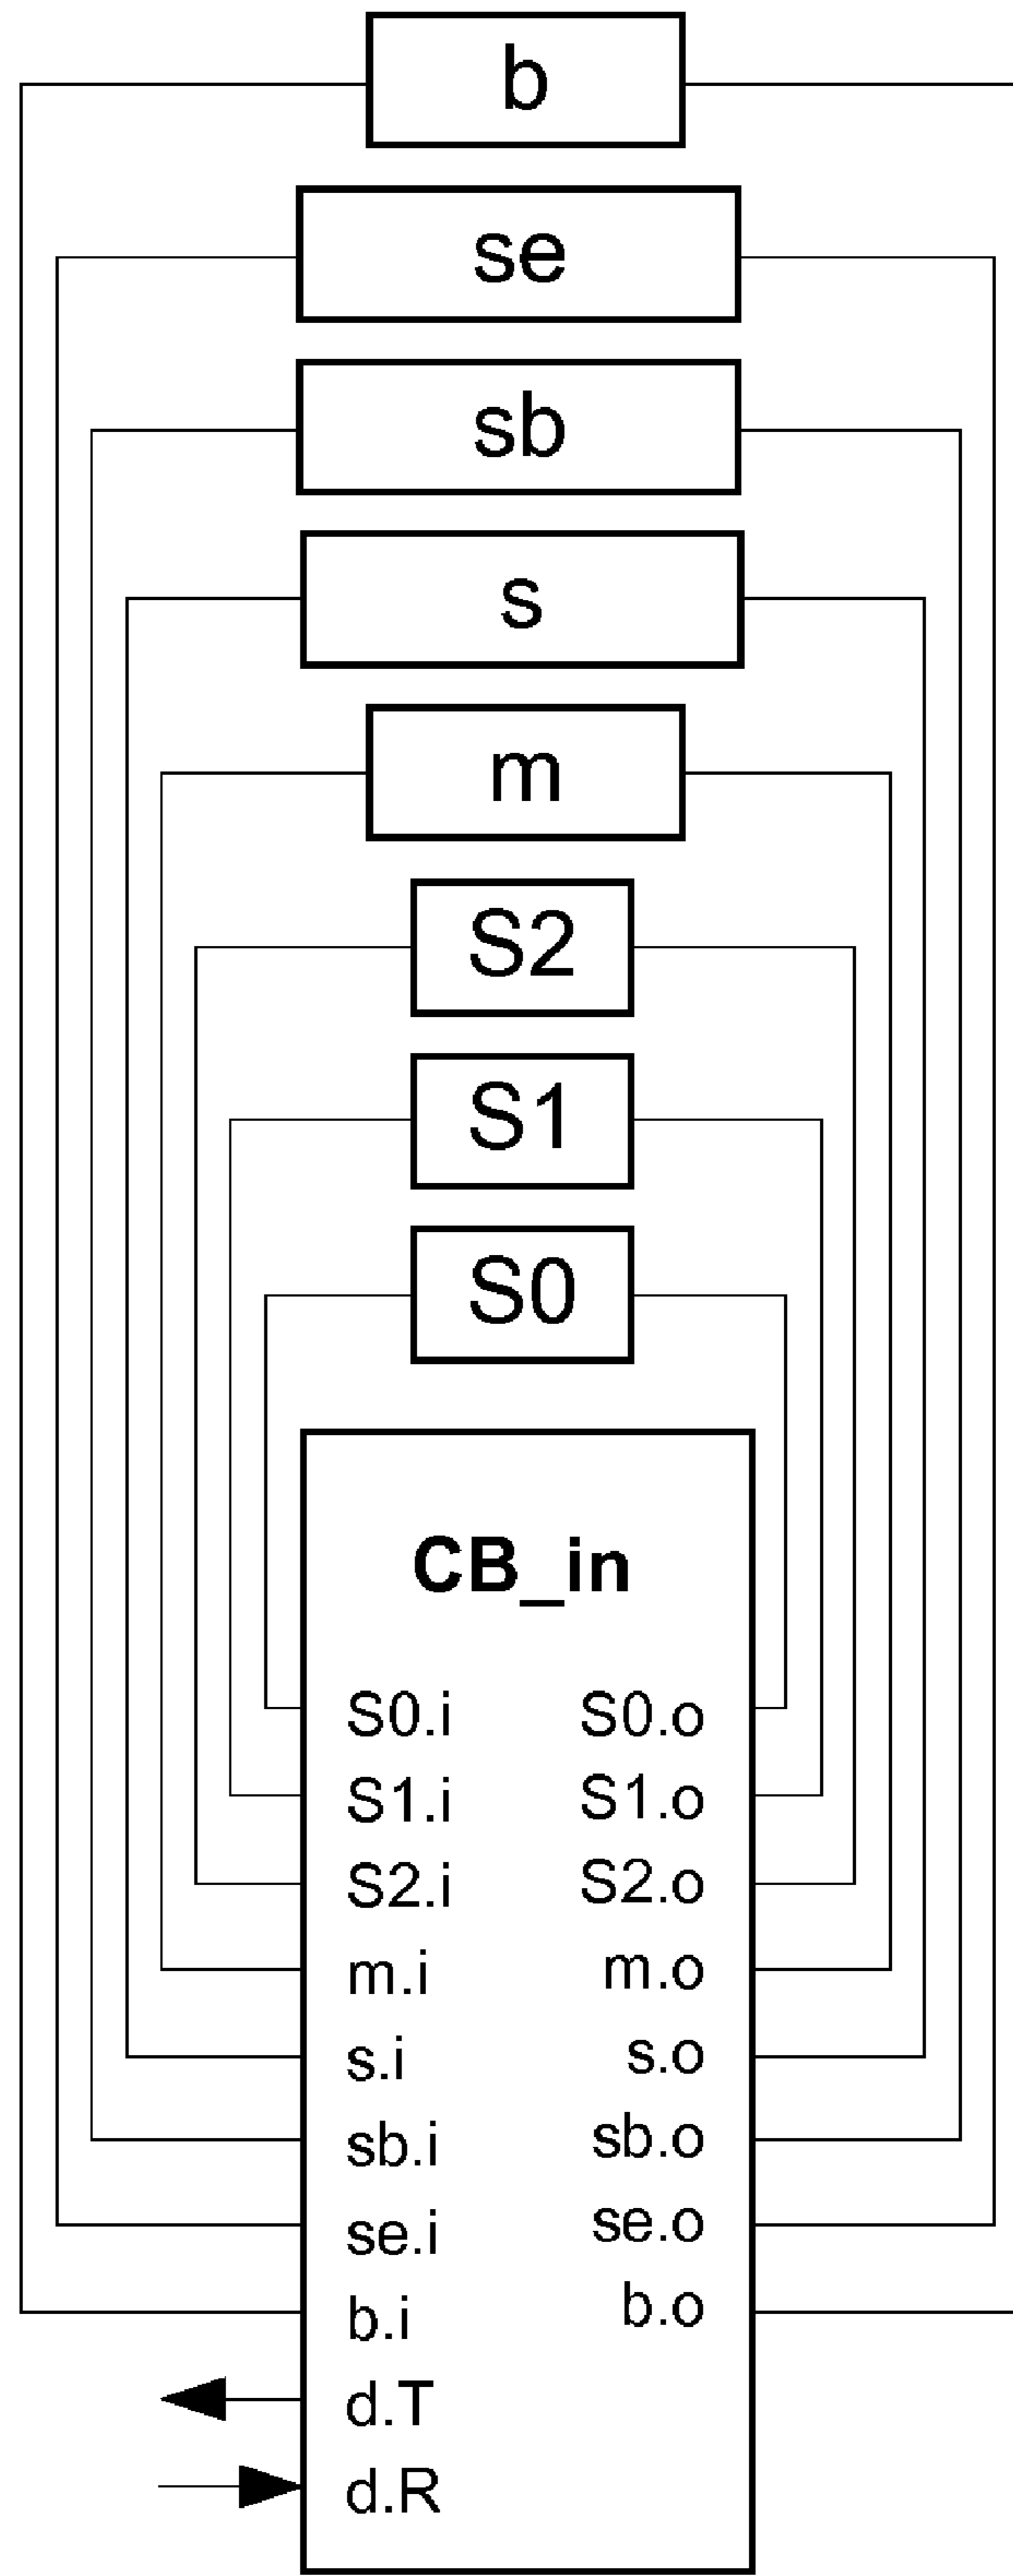 b
se
sb
s
m
S2
S1
S0
CB_in
S0.i S0.o
S1.i S1.o
S2.i S2.o
m.i m.o
s.i s.o
sb.i sb.o
se.i se.o
b.i b.o
d.T
d.R